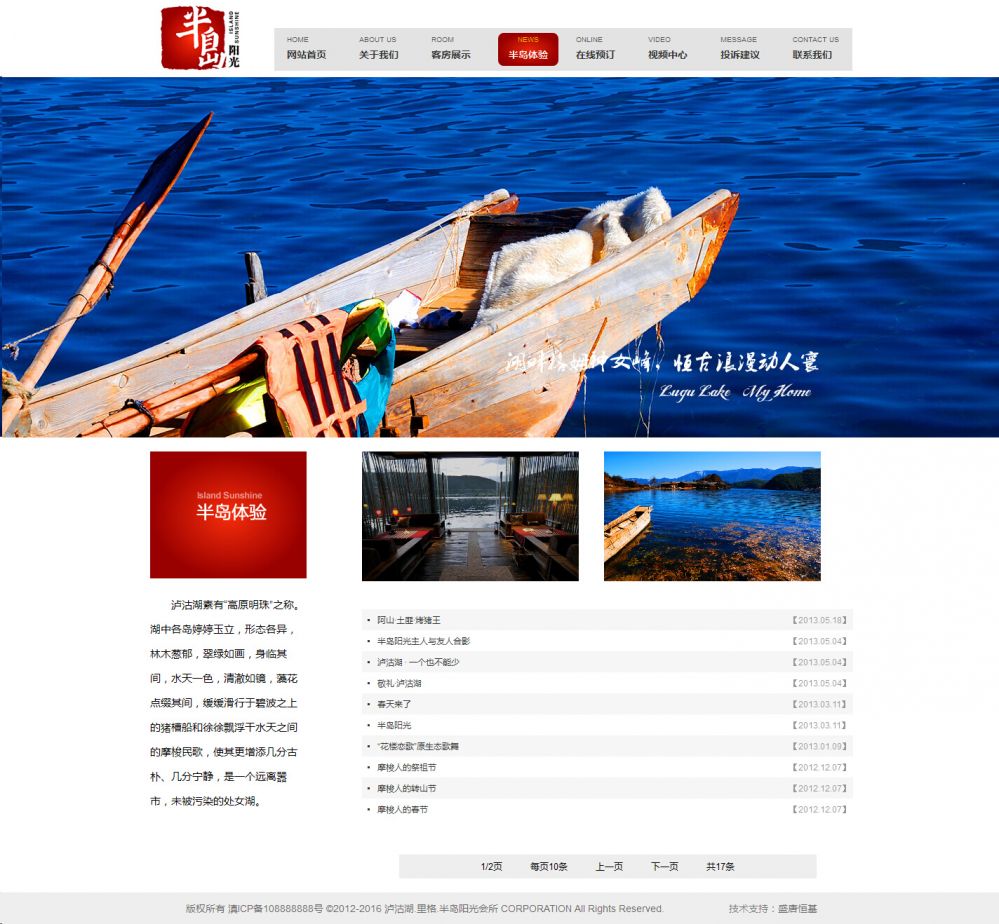 半岛
阳光
ISLAND
SUNSHINE
HOME
网站首页
ABOUT US
关于我们
ROOM
客房展示
NEWS
半岛体验
ONLINE
在线预订
VIDEO
视频中心
MESSAGE
投诉建议
CONTACT US
联系我们
女峰，恒古浪漫动人寰
Lugu Lake My Home
Island Sunshine
半岛体验
泸沽湖素有“高原明珠”之称。
湖中各岛婷婷玉立，形态各异，
林木葱郁，翠绿如画，身临其
间，水天一色，清澈如镜，藻花
点缀其间，缓缓滑行于碧波之上
的猪槽船和徐徐飘浮于水天之间
的摩梭民歌，使其更增添几分古
朴、几分宁静，是一个远离嚣
市，未被污染的处女湖。
阿山·土匪·烤猪王 【2013.05.18】
半岛阳光主人与友人合影 【2013.05.04】
泸沽湖 · 一个也不能少 【2013.05.04】
敬礼·泸沽湖 【2013.05.04】
春天来了 【2013.03.11】
半岛阳光 【2013.03.11】
“花楼恋歌”原生态歌舞 【2013.01.09】
摩梭人的祭祖节 【2012.12.07】
摩梭人的转山节 【2012.12.07】
摩梭人的春节 【2012.12.07】
1/2页 每页10条 上一页 下一页 共17条
版权所有 滇ICP备108888888号 ©2012-2016 泸沽湖.里格.半岛阳光会所 CORPORATION All Rights Reserved. 技术支持：盛唐恒基